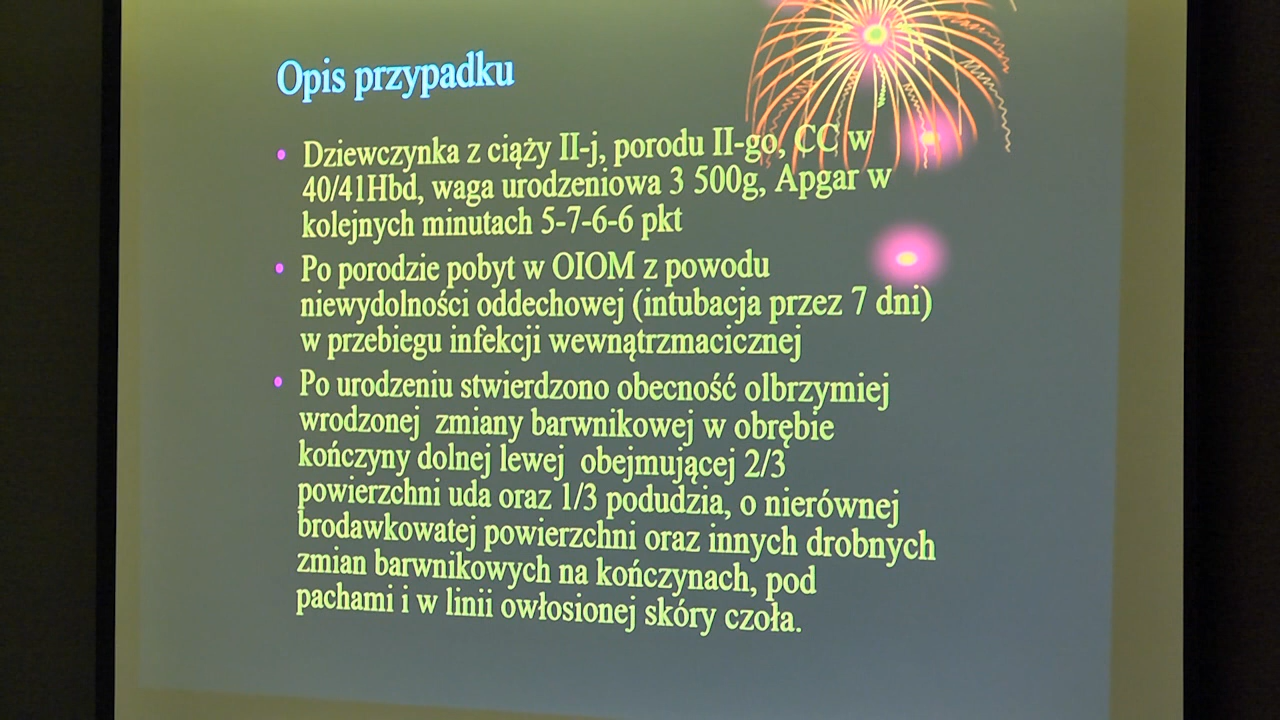 Opis przypadku
• Dziewczynka z ciąży II-j, porodu II-go, CC w
40/41Hbd, waga urodzeniowa 3 500g, Apgar w
kolejnych minutach 5-7-6-6 pkt
• Po porodzie pobyt w OIOM z powodu
niewydolności oddechowej (intubacja przez 7 dni)
w przebiegu infekcji wewnątrzmacicznej
• Po urodzeniu stwierdzono obecność olbrzymiej
wrodzonej zmiany barwnikowej w obrębie
kończyny dolnej lewej obejmującej 2/3
powierzchni uda oraz 1/3 podudzia, o nierównej
brodawkowatej powierzchni oraz innych drobnych
zmian barwnikowych na kończynach, pod
pachami i w linii owłosionej skóry czoła.